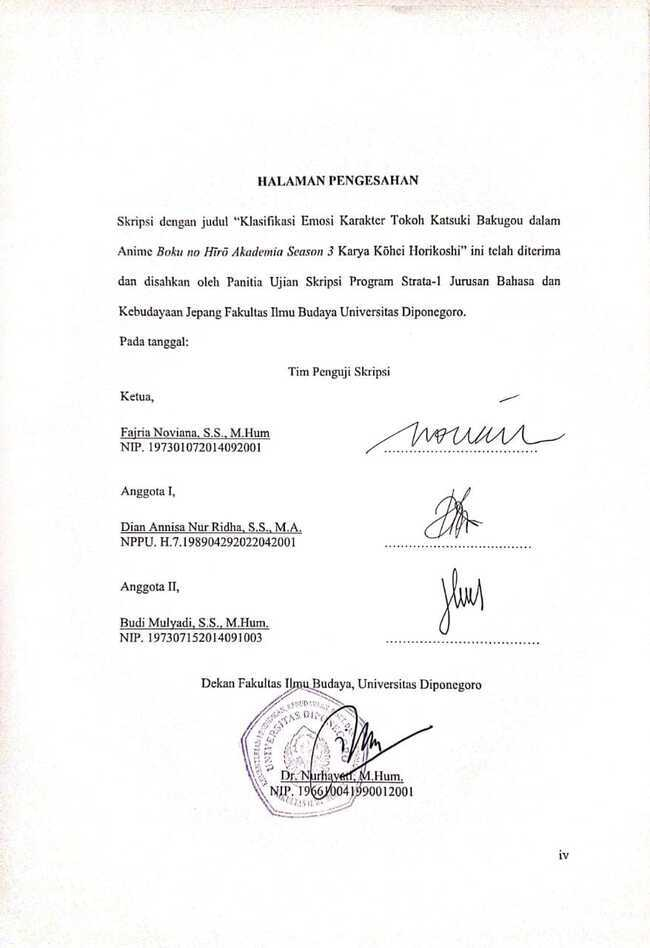 HALAMAN PENGESAHAN
Skripsi dengan judul “Klasifikasi Emosi Karakter Tokoh Katsuki Bakugou dalam
Anime Boku no Hīrō Akademia Season 3 Karya Kōhei Horikoshi” ini telah diterima
dan disahkan oleh Panitia Ujian Skripsi Program Strata-1 Jurusan Bahasa dan
Kebudayaan Jepang Fakultas Ilmu Budaya Universitas Diponegoro.
Pada tanggal:
Tim Penguji Skripsi
Ketua,
Fajria Noviana, S.S., M.Hum
NIP. 197301072014092001
Anggota I,
Dian Annisa Nur Ridha, S.S., M.A.
NPPU. H.7.198904292022042001
Anggota II,
Budi Mulyadi, S.S., M.Hum.
NIP. 197307152014091003
Dekan Fakultas Ilmu Budaya, Universitas Diponegoro
UNIVERSITAS DIPONEGORO
Dr. Nurhayati, M.Hum.
NIP. 196610041990012001
iv